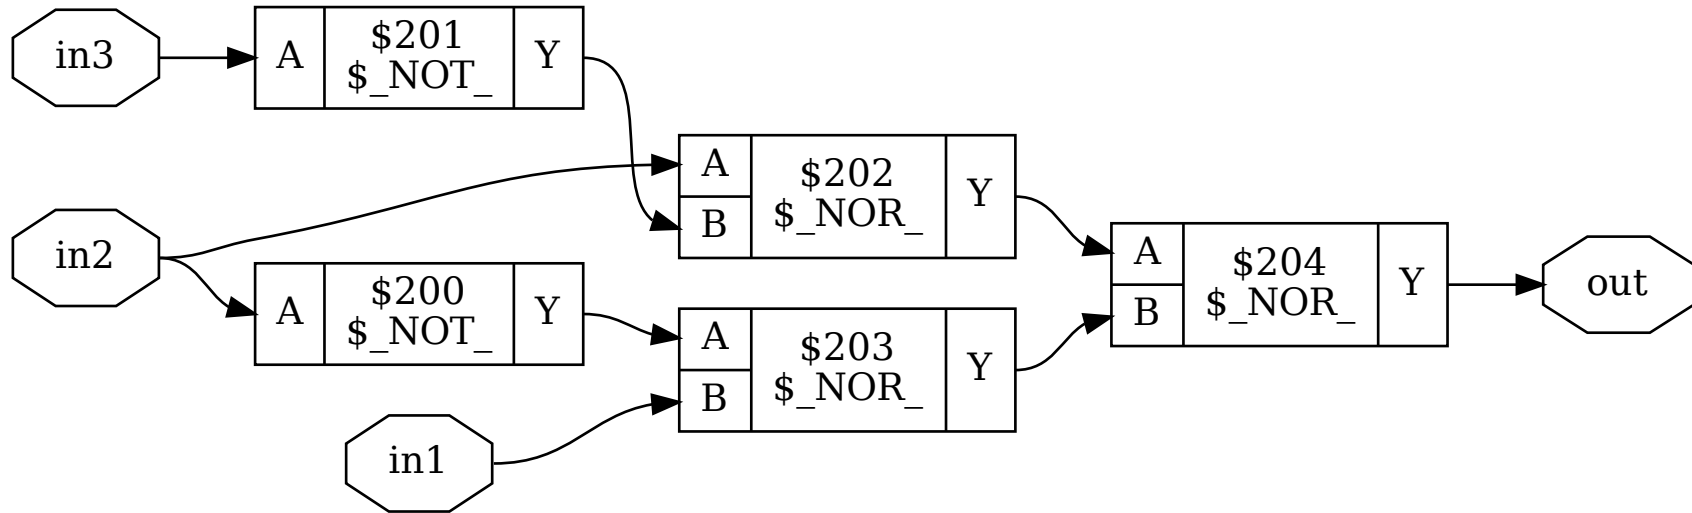 in3
A
$201
$_NOT_
Y
in2
A
B
$202
$_NOR_
Y
A
$200
$_NOT_
Y
A
B
$203
$_NOR_
Y
in1
A
B
$204
$_NOR_
Y
out